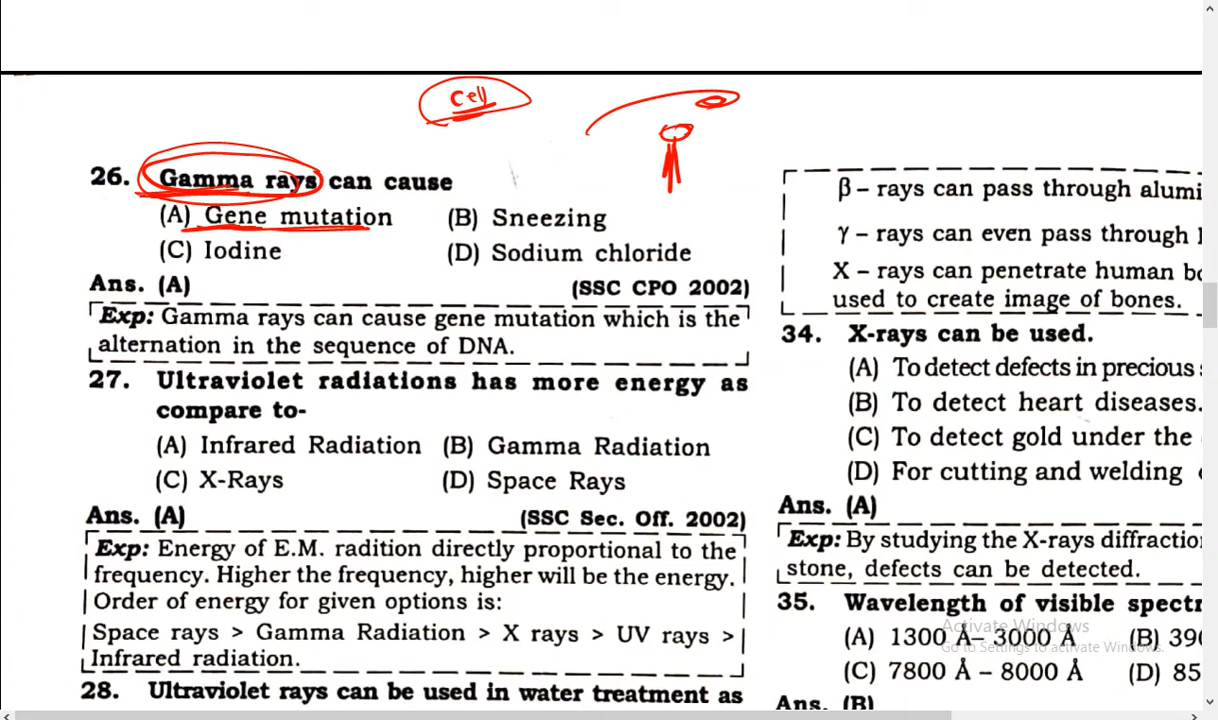 Cell
26. Gamma rays can cause
(A) Gene mutation (B) Sneezing
(C) Iodine (D) Sodium chloride
Ans. (A) (SSC CPO 2002)
Exp: Gamma rays can cause gene mutation which is the
alternation in the sequence of DNA.
27. Ultraviolet radiations has more energy as
compare to-
(A) Infrared Radiation (B) Gamma Radiation
(C) X-Rays (D) Space Rays
Ans. (A) (SSC Sec. Off. 2002)
Exp: Energy of E.M. radition directly proportional to the
frequency. Higher the frequency, higher will be the energy.
Order of energy for given options is:
Space rays > Gamma Radiation > X rays > UV rays >
Infrared radiation.
28. Ultraviolet rays can be used in water treatment as
β – rays can pass through alumi
γ – rays can even pass through
X – rays can penetrate human bo
used to create image of bones.
34. X-rays can be used.
(A) To detect defects in precious
(B) To detect heart diseases.
(C) To detect gold under the
(D) For cutting and welding
Ans. (A)
Exp: By studying the X-rays diffractio
stone, defects can be detected.
35. Wavelength of visible spectr
(A) 1300 Å– 3000 Å (B) 390
(C) 7800 Å – 8000 Å (D) 85
Ans. (B)
Activate Windows
Go to Settings to activate Windows.